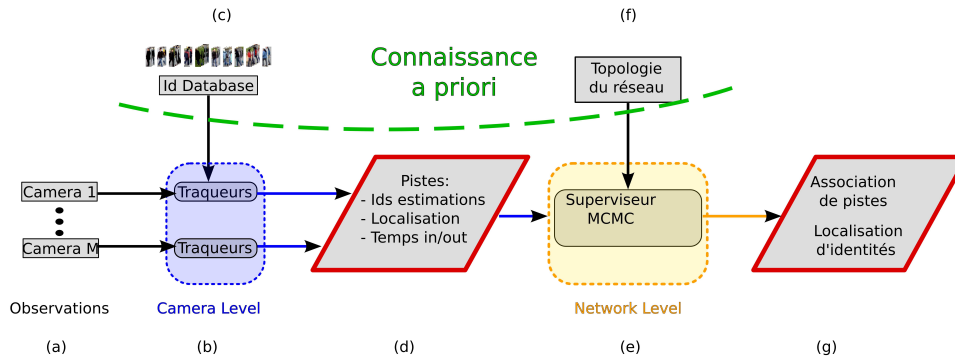 (c)
(f)
Connaissance
a priori
Id Database
Topologie
du réseau
Camera 1
Camera M
Traqueurs
Traqueurs
Pistes:
- Ids estimations
- Localisation
- Temps in/out
Superviseur
MCMC
Association
de pistes
Localisation
d'identités
Observations
Camera Level
Network Level
(a)
(b)
(d)
(e)
(g)